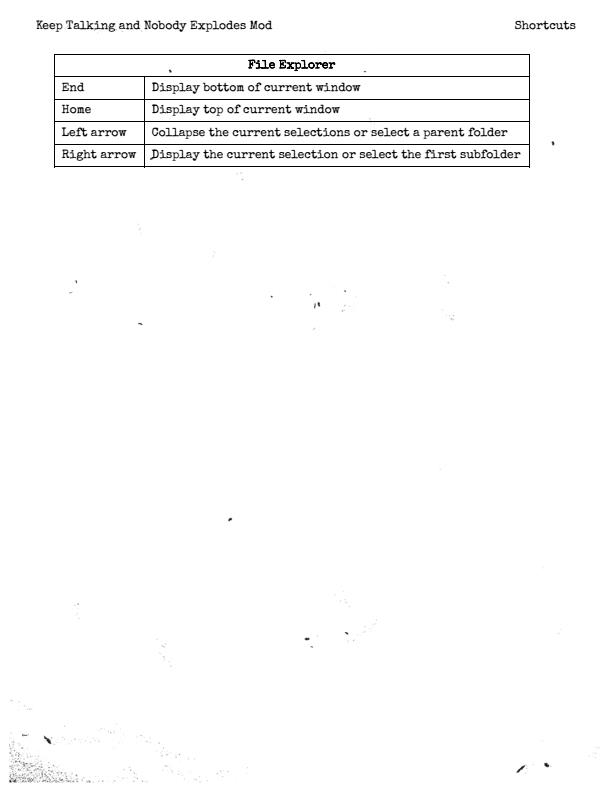 Keep Talking and Nobody Explodes Mod Shortcuts
File Explorer
End Display bottom of current window
Home Display top of current window
Left arrow Collapse the current selections or select a parent folder
Right arrow Display the current selection or select the first subfolder